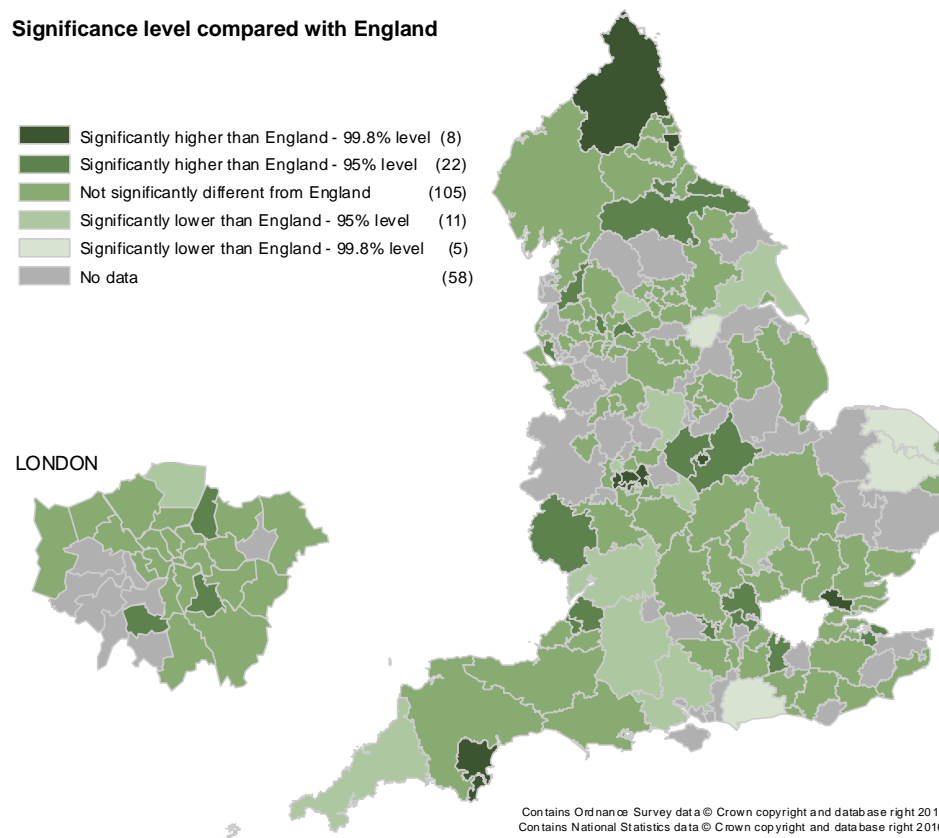 Significance level compared with England
Significantly higher than England - 99.8% level (8)
Significantly higher than England - 95% level (22)
Not significantly different from England (105)
Significantly lower than England - 95% level (11)
Significantly lower than England - 99.8% level (5)
No data (58)
LONDON
Contains Ordnance Survey data © Crown copyright and database right 201
Contains National Statistics data © Crown copyright and database right 201